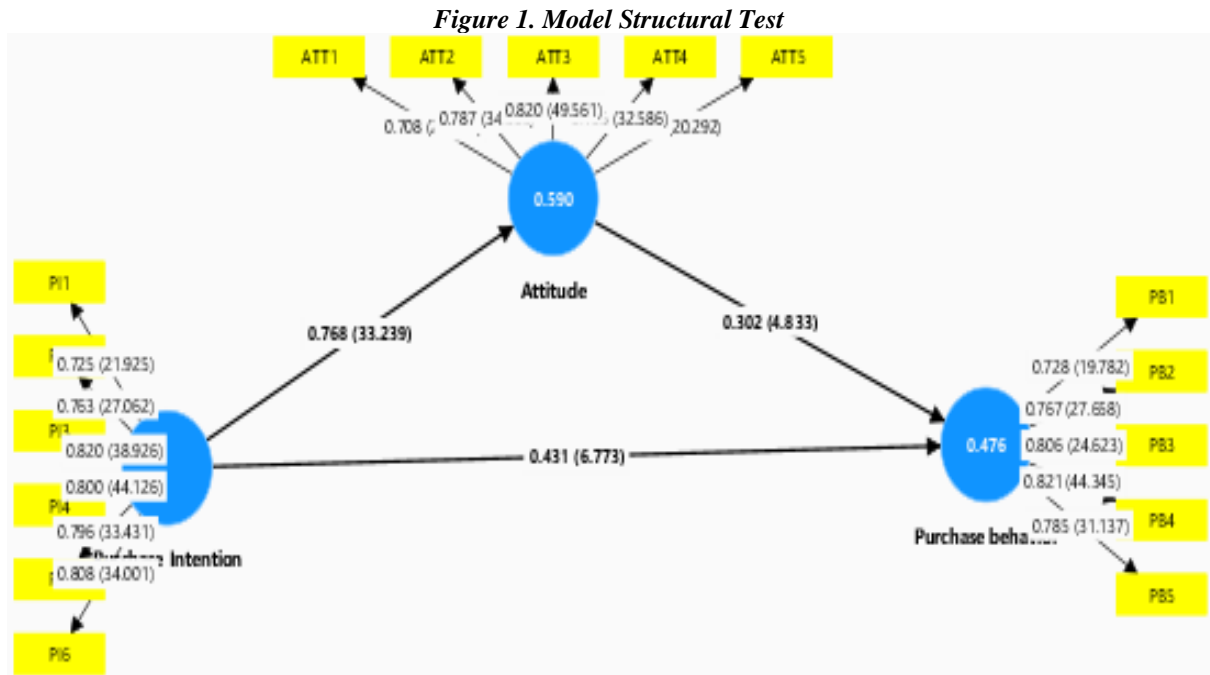 Figure 1. Model Structural Test
ATT1
ATT2
ATT3
ATT4
ATT5
0.708
0.787 (34
0.820 (49.561)
(32.586)
20.292)
0.590
Attitude
0.768 (33.239)
0.302 (4.833)
0.431 (6.773)
PI1
0.725 (21.925)
0.763 (27.062)
PI3
0.820 (38.926)
0.800 (44.126)
PI4
0.796 (33.431)
Intention
0.808 (34.001)
PI6
0.476
Purchase
PB1
0.728 (19.782)
PB2
0.767 (27.658)
0.806 (24.623)
PB3
0.821 (44.345)
PB4
0.785 (31.137)
PB5